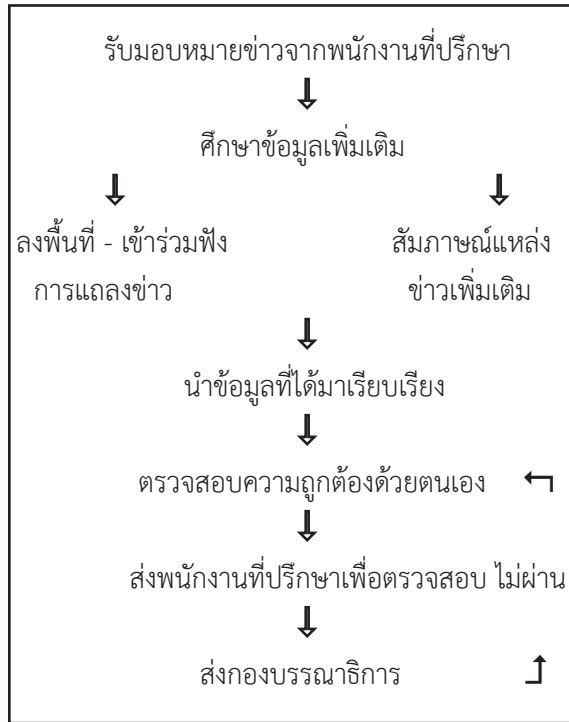 รับมอบหมายข่าวจากพนักงานที่ปรึกษา
ศึกษาข้อมูลเพิ่มเติม
ลงพื้นที่ - เข้าร่วมฟัง
การแถลงข่าว
สัมภาษณ์แหล่ง
ข่าวเพิ่มเติม
นำข้อมูลที่ได้มาเรียบเรียง
ตรวจสอบความถูกต้องด้วยตนเอง
ส่งพนักงานที่ปรึกษาเพื่อตรวจสอบ ไม่ผ่าน
ส่งกองบรรณาธิการ